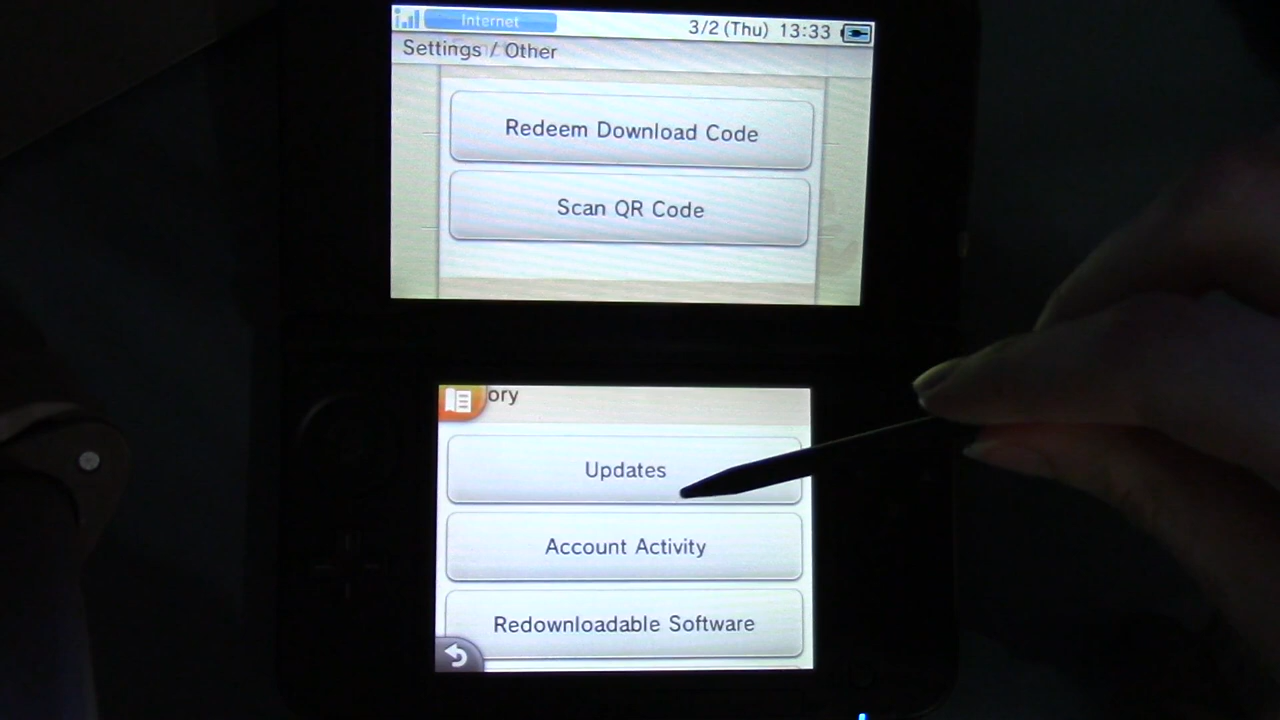 Internet
3/2 (Thu) 13:33
Settings / Other
Redeem Download Code
Scan QR Code
ory
Updates
Account Activity
Redownloadable Software